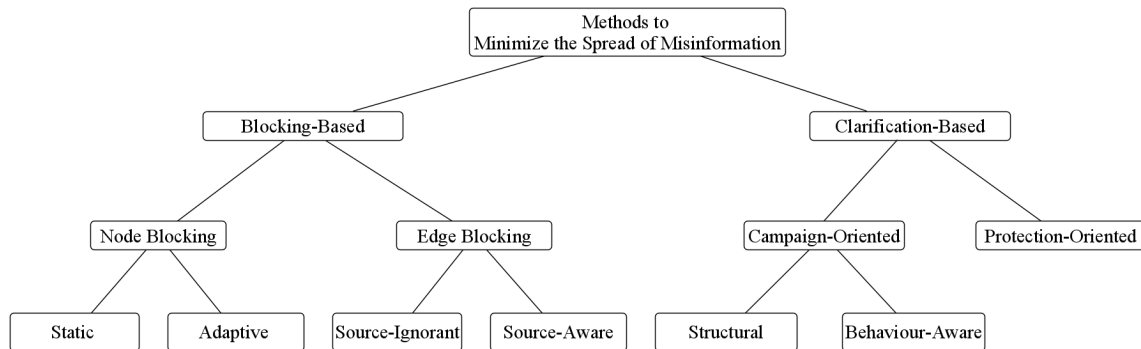 Methods to
Minimize the Spread of Misinformation
Blocking-Based
Clarification-Based
Node Blocking
Edge Blocking
Campaign-Oriented
Protection-Oriented
Static
Adaptive
Source-Ignorant
Source-Aware
Structural
Behaviour-Aware